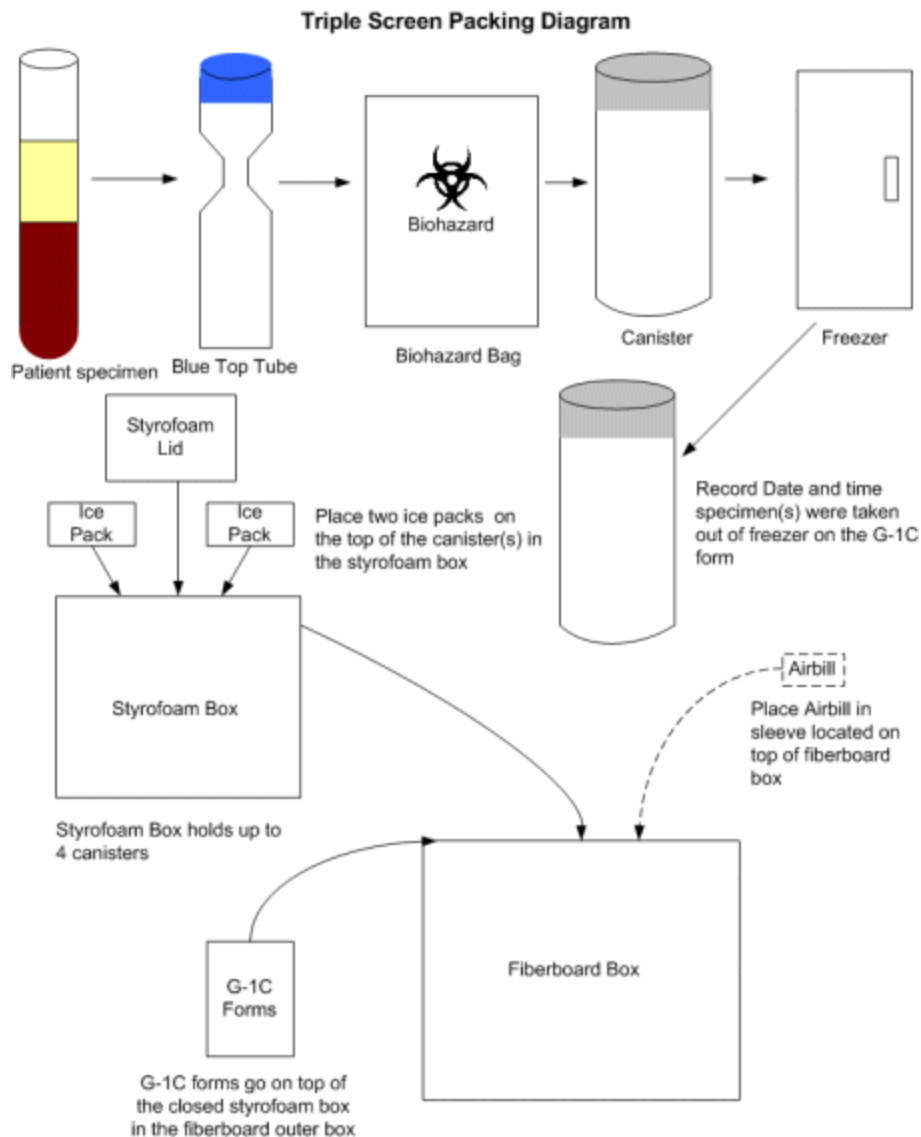 Triple Screen Packing Diagram
Biohazard
Patient specimen
Blue Top Tube
Biohazard Bag
Canister
Freezer
Styrofoam
Lid
Ice
Pack
Ice
Pack
Place two ice packs on
the top of the canister(s) in
the styrofoam box
Record Date and time
specimen(s) were taken
out of freezer on the G-1C
form
Styrofoam Box
Airbill
Place Airbill in
sleeve located on
top of fiberboard
box
Styrofoam Box holds up to
4 canisters
G-1C
Forms
Fiberboard Box
G-1C forms go on top of
the closed styrofoam box
in the fiberboard outer box